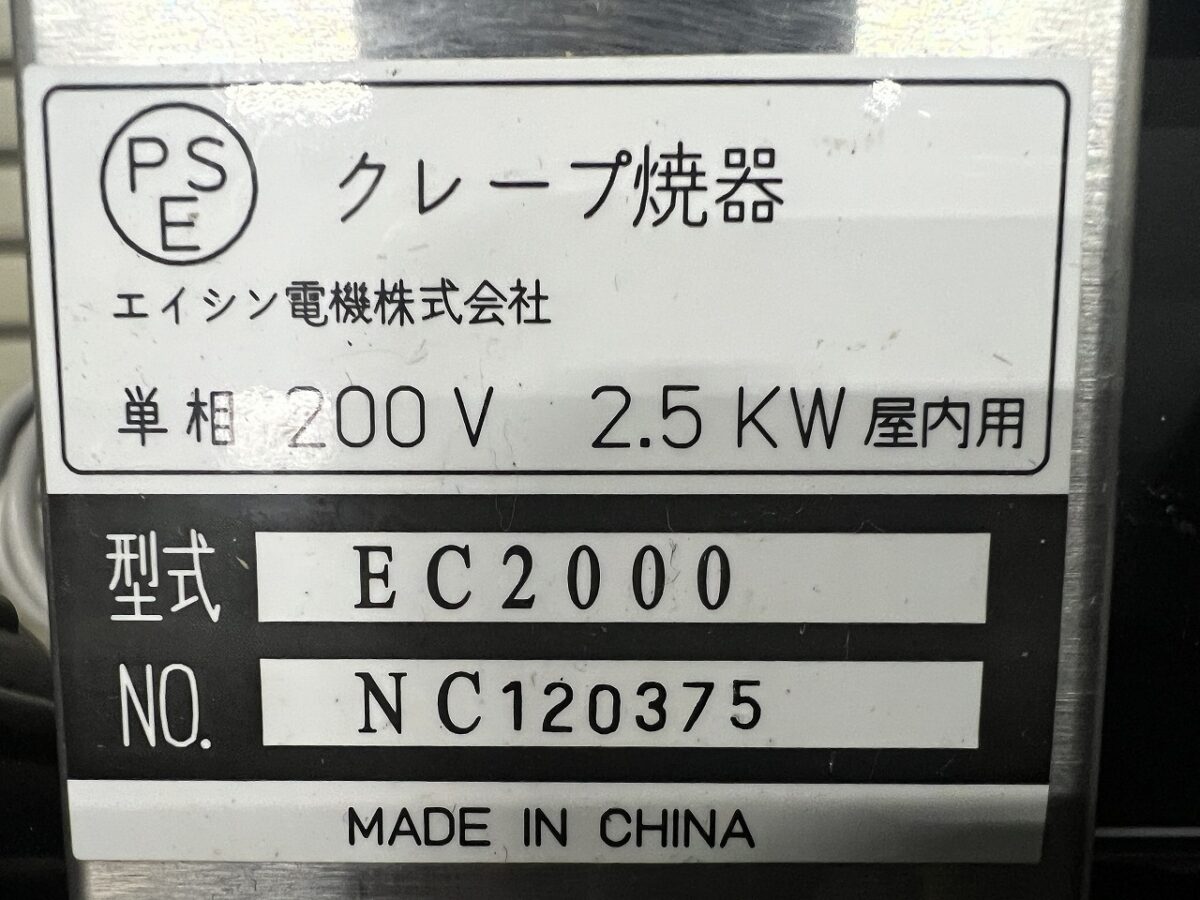 PSE
クレープ焼器
エイシン電機株式会社
単相 200V 2.5KW 屋内用
型式 EC2000
NO. NC120375
MADE IN CHINA